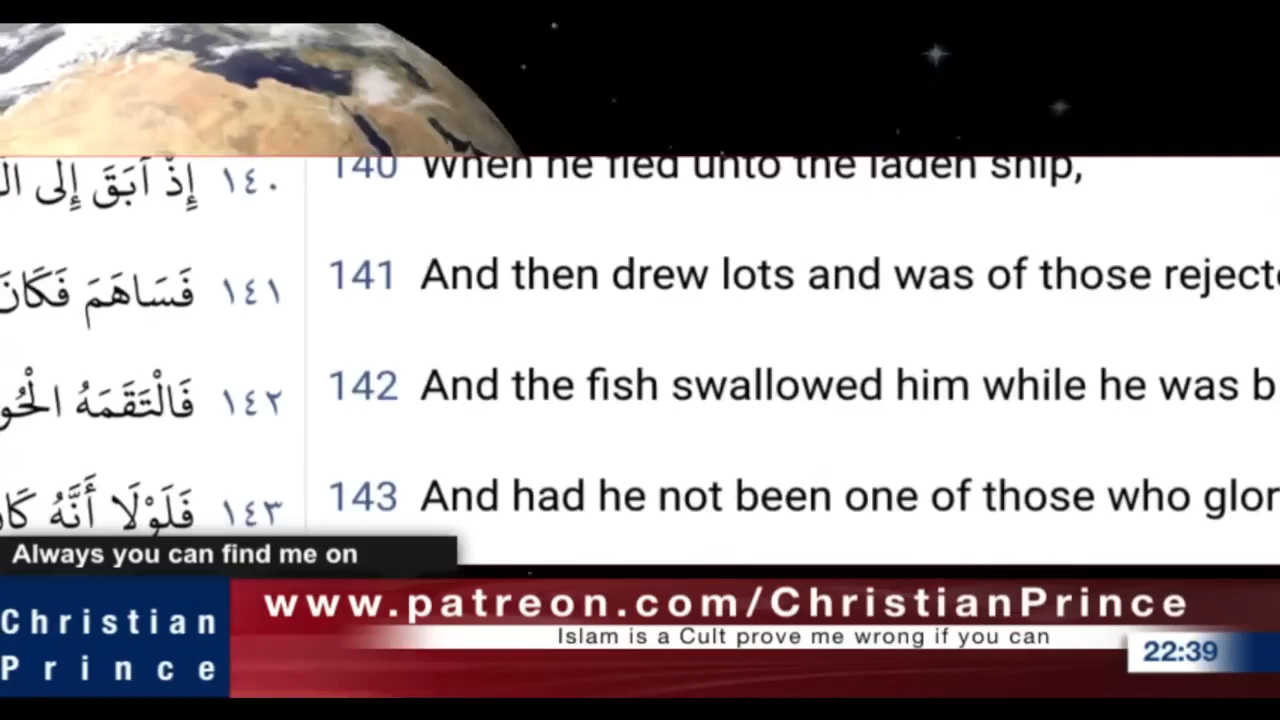 140 When he fled unto the laden ship,
إِذْ أَبَقَ إِلَى ١٤٠
141 And then drew lots and was of those
فَسَاهَمَ فَكَانَ ١٤١
142 And the fish swallowed him while he was
فَالْتَقَمَهُ ١٤٢
143 And had he not been one of those who
فَلَوْلَا أَنَّهُ ١٤٣
Always you can find me on
Christian Prince
www.patreon.com/ChristianPrince
Islam is a Cult prove me wrong if you can
22:39